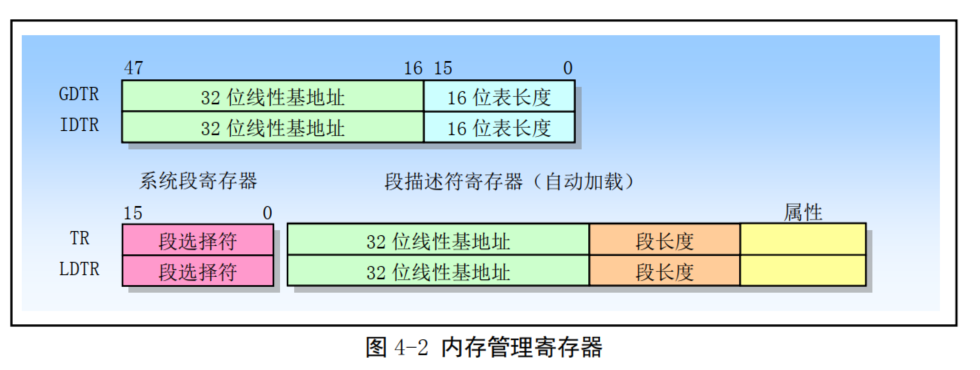 47 16 15 0
GDTR 32 位线性基地址 16 位表长度
IDTR 32 位线性基地址 16 位表长度
系统段寄存器 段描述符寄存器（自动加载）
15 0 属性
TR 段选择符 32 位线性基地址 段长度
LDTR 段选择符 32 位线性基地址 段长度
图 4-2 内存管理寄存器